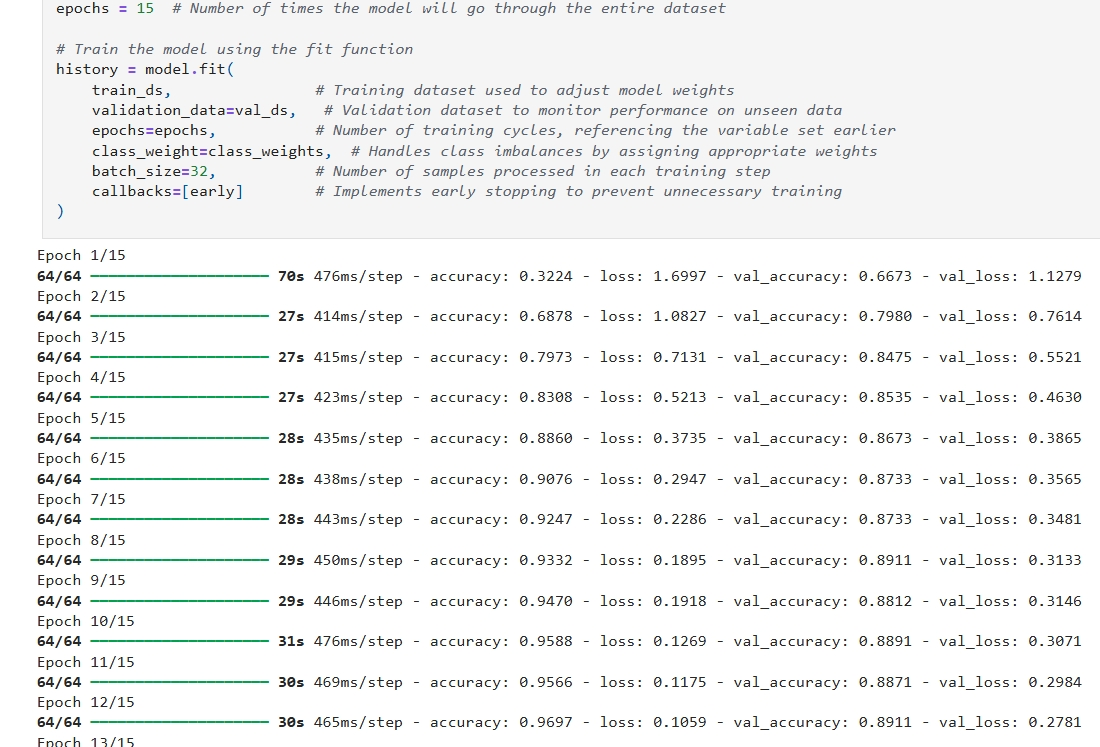 epochs = 15  # Number of times the model will go through the entire dataset
# Train the model using the fit function
history = model.fit(
    train_ds,                # Training dataset used to adjust model weights
    validation_data=val_ds,   # Validation dataset to monitor performance on unseen data
    epochs=epochs,           # Number of training cycles, referencing the variable set earlier
    class_weight=class_weights,  # Handles class imbalances by assigning appropriate weights
    batch_size=32,           # Number of samples processed in each training step
    callbacks=[early]        # Implements early stopping to prevent unnecessary training
)
Epoch 1/15
64/64 ━━━━━━━━━━━━━━━━━━━━ 70s 476ms/step - accuracy: 0.3224 - loss: 1.6997 - val_accuracy: 0.6673 - val_loss: 1.1279
Epoch 2/15
64/64 ━━━━━━━━━━━━━━━━━━━━ 27s 414ms/step - accuracy: 0.6878 - loss: 1.0827 - val_accuracy: 0.7980 - val_loss: 0.7614
Epoch 3/15
64/64 ━━━━━━━━━━━━━━━━━━━━ 27s 415ms/step - accuracy: 0.7973 - loss: 0.7131 - val_accuracy: 0.8475 - val_loss: 0.5521
Epoch 4/15
64/64 ━━━━━━━━━━━━━━━━━━━━ 27s 423ms/step - accuracy: 0.8308 - loss: 0.5213 - val_accuracy: 0.8535 - val_loss: 0.4630
Epoch 5/15
64/64 ━━━━━━━━━━━━━━━━━━━━ 28s 435ms/step - accuracy: 0.8860 - loss: 0.3735 - val_accuracy: 0.8673 - val_loss: 0.3865
Epoch 6/15
64/64 ━━━━━━━━━━━━━━━━━━━━ 28s 438ms/step - accuracy: 0.9076 - loss: 0.2947 - val_accuracy: 0.8733 - val_loss: 0.3565
Epoch 7/15
64/64 ━━━━━━━━━━━━━━━━━━━━ 28s 443ms/step - accuracy: 0.9247 - loss: 0.2286 - val_accuracy: 0.8733 - val_loss: 0.3481
Epoch 8/15
64/64 ━━━━━━━━━━━━━━━━━━━━ 29s 450ms/step - accuracy: 0.9332 - loss: 0.1895 - val_accuracy: 0.8911 - val_loss: 0.3133
Epoch 9/15
64/64 ━━━━━━━━━━━━━━━━━━━━ 29s 446ms/step - accuracy: 0.9470 - loss: 0.1918 - val_accuracy: 0.8812 - val_loss: 0.3146
Epoch 10/15
64/64 ━━━━━━━━━━━━━━━━━━━━ 31s 476ms/step - accuracy: 0.9588 - loss: 0.1269 - val_accuracy: 0.8891 - val_loss: 0.3071
Epoch 11/15
64/64 ━━━━━━━━━━━━━━━━━━━━ 30s 469ms/step - accuracy: 0.9566 - loss: 0.1175 - val_accuracy: 0.8871 - val_loss: 0.2984
Epoch 12/15
64/64 ━━━━━━━━━━━━━━━━━━━━ 30s 465ms/step - accuracy: 0.9697 - loss: 0.1059 - val_accuracy: 0.8911 - val_loss: 0.2781
Epoch 13/15